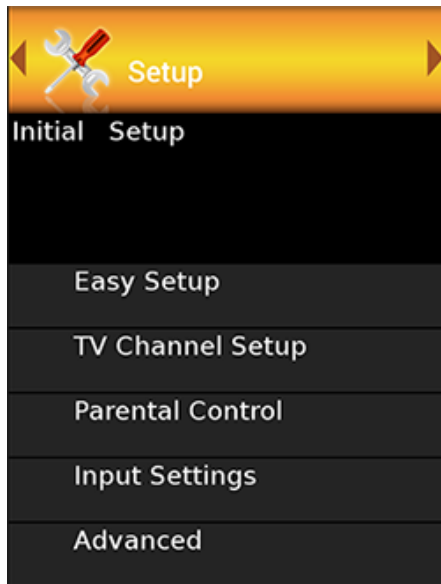 Setup
Initial Setup
Easy Setup
TV Channel Setup
Parental Control
Input Settings
Advanced